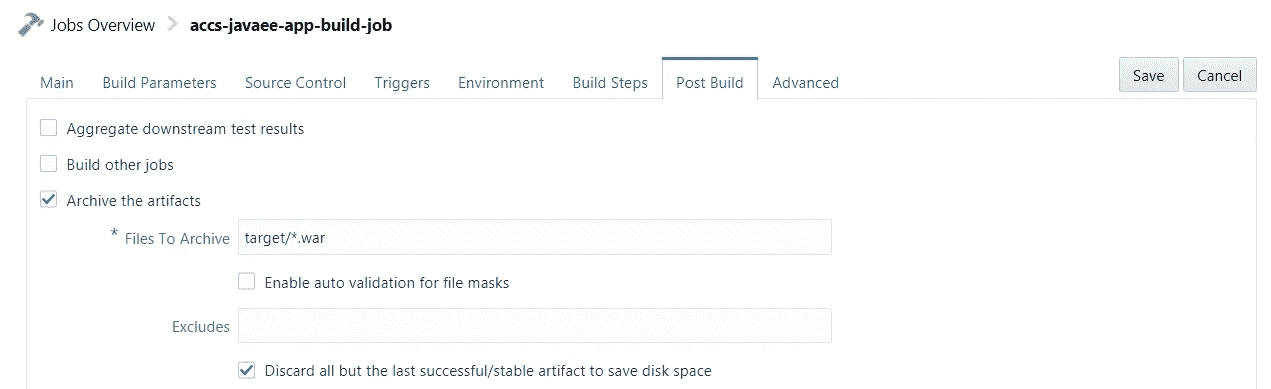 Jobs Overview > accs-javaee-app-build-job
Main Build Parameters Source Control Triggers Environment Build Steps Post Build Advanced Save Cancel
Aggregate downstream test results
Build other jobs
Archive the artifacts
* Files To Archive target/*.war
Enable auto validation for file masks
Excludes
Discard all but the last successful/stable artifact to save disk space